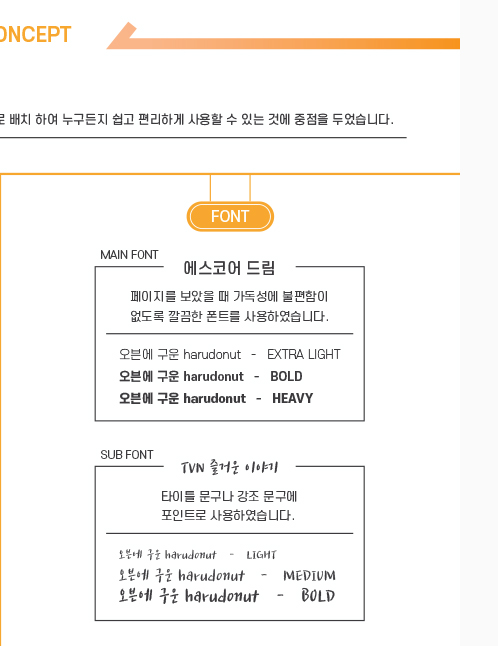 ONCEPT
로 배치 하여 누구든지 쉽고 편리하게 사용할 수 있는 것에 중점을 두었습니다.
FONT
MAIN FONT
에스코어 드림
페이지를 보았을 때 가독성에 불편함이
없도록 깔끔한 폰트를 사용하였습니다.
오븐에 구운 harudonut - EXTRA LIGHT
오븐에 구운 harudonut - BOLD
오븐에 구운 harudonut - HEAVY
SUB FONT
TVN 즐거운 이야기
타이틀 문구나 강조 문구에
포인트로 사용하였습니다.
오븐에 구운 harudonut - LIGHT
오븐에 구운 harudonut - MEDIUM
오븐에 구운 harudonut - BOLD